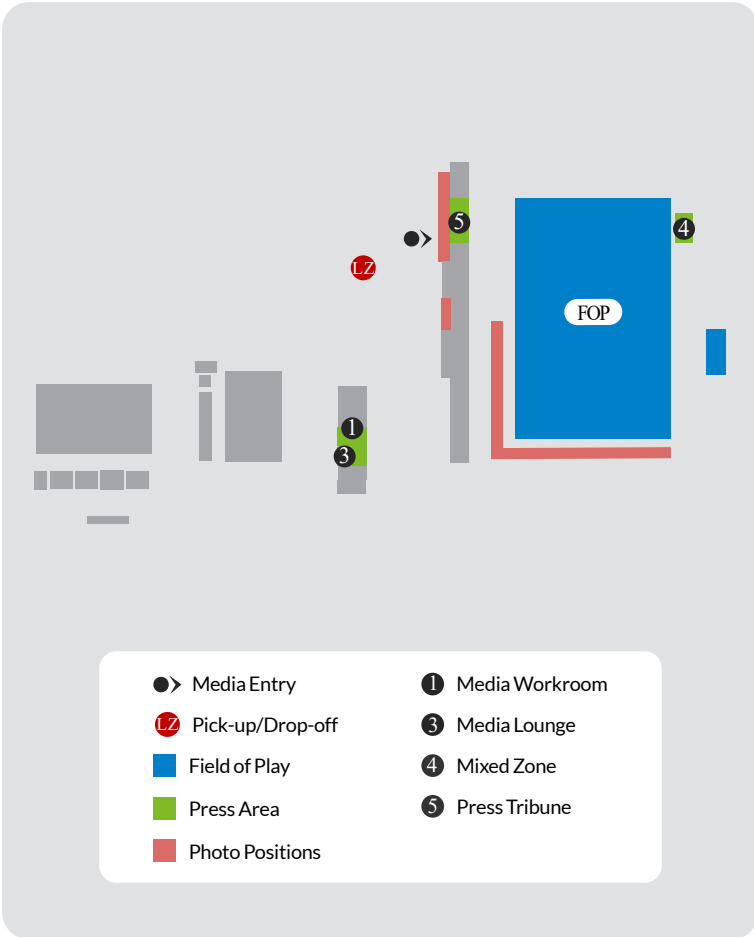 5
4
LZ
FOP
1
3
Media Entry
LZ Pick-up/Drop-off
Field of Play
Press Area
Photo Positions
1 Media Workroom
3 Media Lounge
4 Mixed Zone
5 Press Tribune